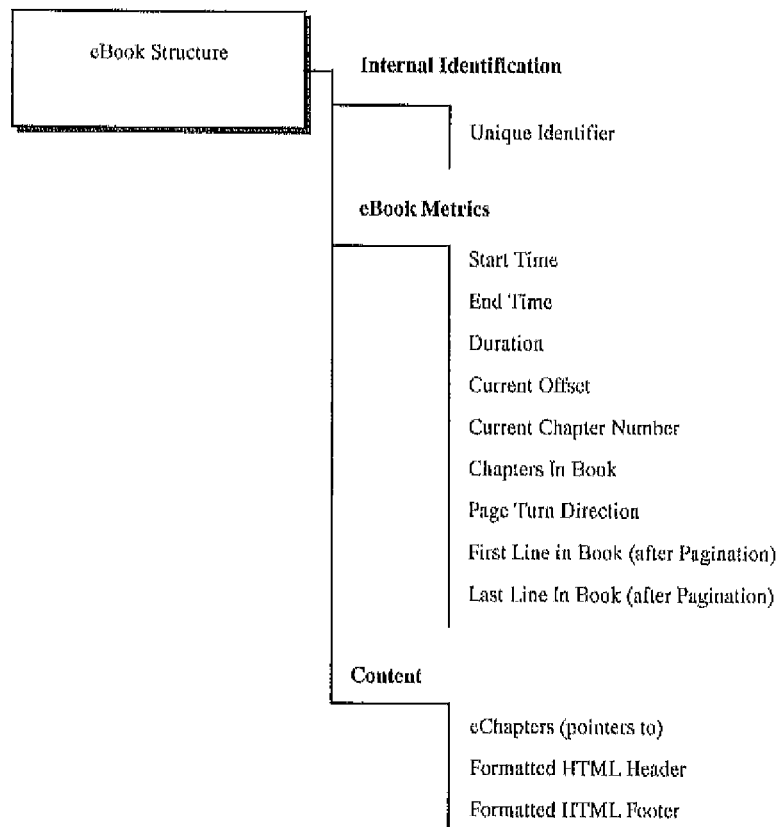 eBook Structure
Internal Identification
Unique Identifier
eBook Metrics
Start Time
End Time
Duration
Current Offset
Current Chapter Number
Chapters In Book
Page Turn Direction
First Line in Book (after Pagination)
Last Line In Book (after Pagination)
Content
eChapters (pointers to)
Formatted HTML Header
Formatted HTML Footer